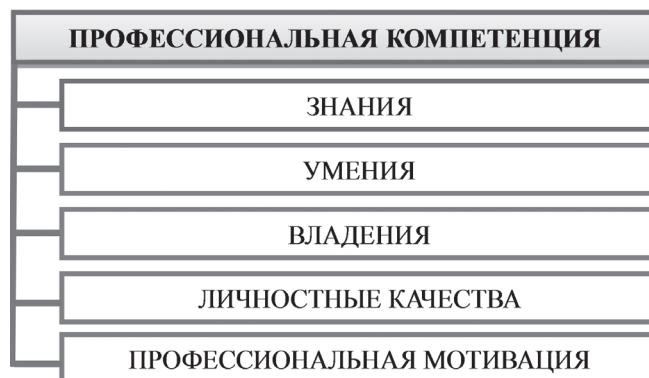 ПРОФЕССИОНАЛЬНАЯ КОМПЕТЕНЦИЯ
ЗНАНИЯ
УМЕНИЯ
ВЛАДЕНИЯ
ЛИЧНОСТНЫЕ КАЧЕСТВА
ПРОФЕССИОНАЛЬНАЯ МОТИВАЦИЯ